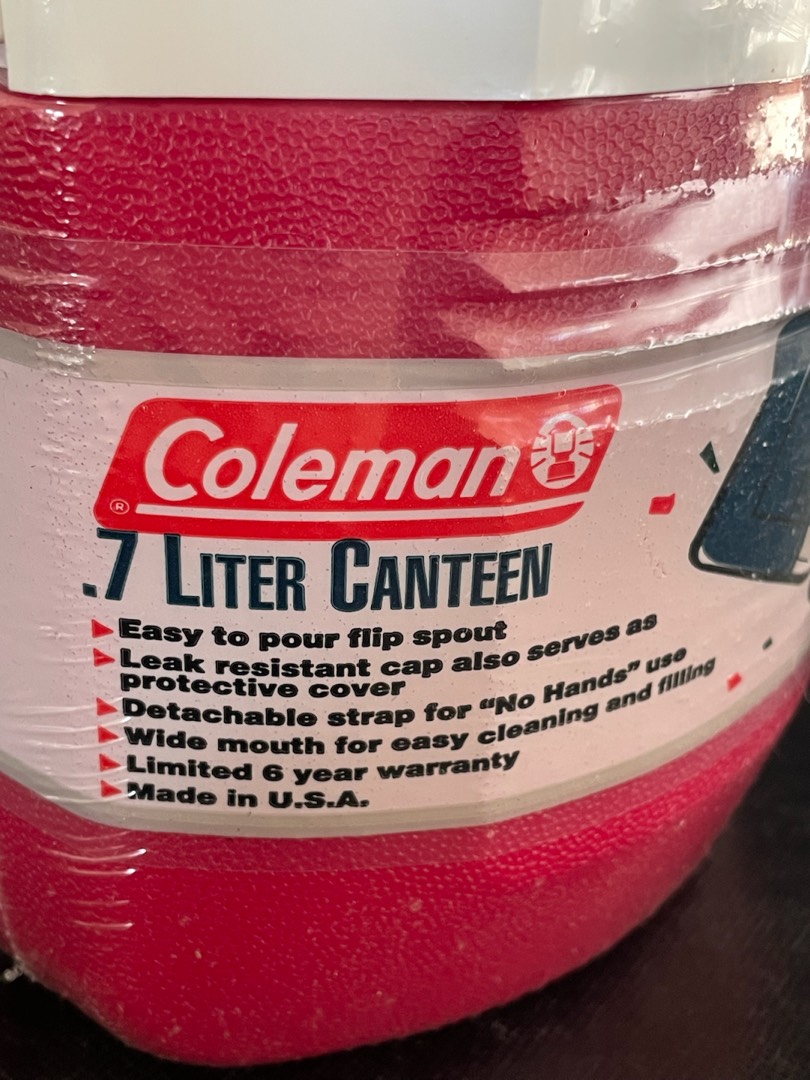 Coleman
®
.7 LITER CANTEEN
Easy to pour flip spout
Leak resistant cap also serves as
protective cover
Detachable strap for “No Hands” use
Wide mouth for easy cleaning and filling
Limited 6 year warranty
Made in U.S.A.